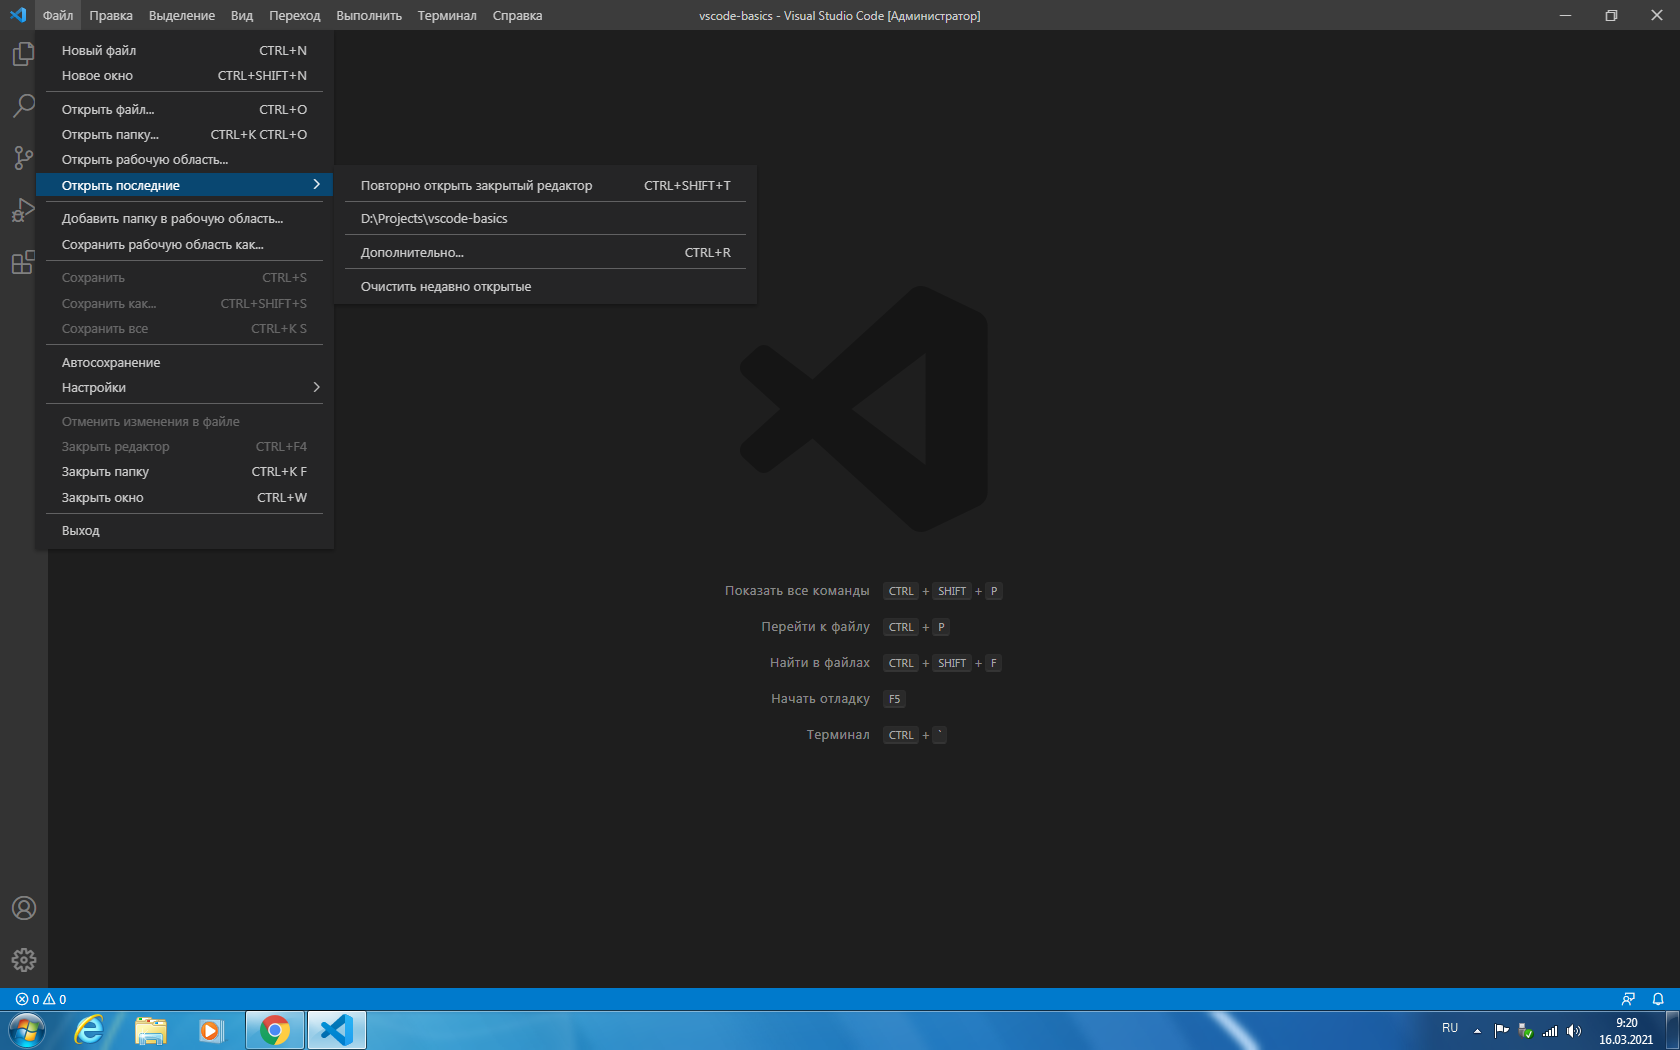 Файл Правка Выделение Вид Переход Выполнить Терминал Справка vscode-basics - Visual Studio Code [Администратор]
Новый файл CTRL+N
Новое окно CTRL+SHIFT+N
Открыть файл... CTRL+O
Открыть папку... CTRL+K CTRL+O
Открыть рабочую область...
Открыть последние
Добавить папку в рабочую область...
Сохранить рабочую область как...
Сохранить CTRL+S
Сохранить как... CTRL+SHIFT+S
Сохранить все CTRL+K S
Автосохранение
Настройки
Отменить изменения в файле
Закрыть редактор CTRL+F4
Закрыть папку CTRL+K F
Закрыть окно CTRL+W
Выход
Повторно открыть закрытый редактор CTRL+SHIFT+T
D:\Projects\vscode-basics
Дополнительно... CTRL+R
Очистить недавно открытые
Показать все команды CTRL + SHIFT + P
Перейти к файлу CTRL + P
Найти в файлах CTRL + SHIFT + F
Начать отладку F5
Терминал CTRL + `
0 0
RU 9:20
16.03.2021